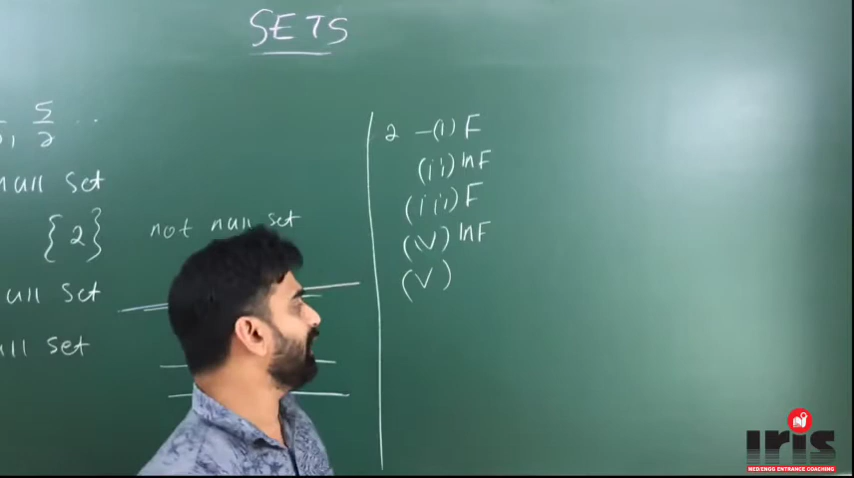 SETS
5
2 ..
null set
{2} not null set
ull set
ll set
2 -(i) F
(ii) InF
(iii) F
(iv) InF
(v)
iris
MED/ENGG ENTRANCE COACHING